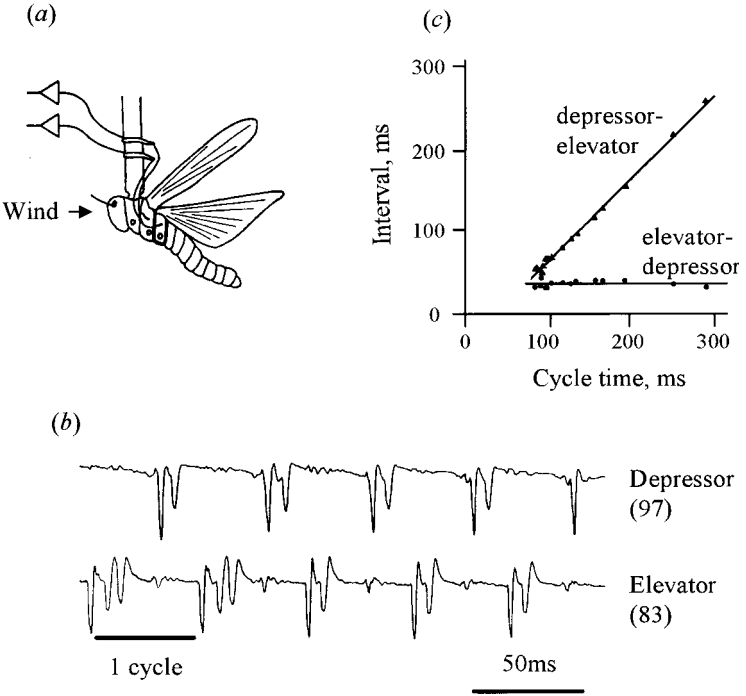 (a)
Wind
(c)
300
200
100
0
Interval, ms
depressor-
elevator
elevator-
depressor
0
100
200
300
Cycle time, ms
(b)
Depressor
(97)
Elevator
(83)
1 cycle
50ms